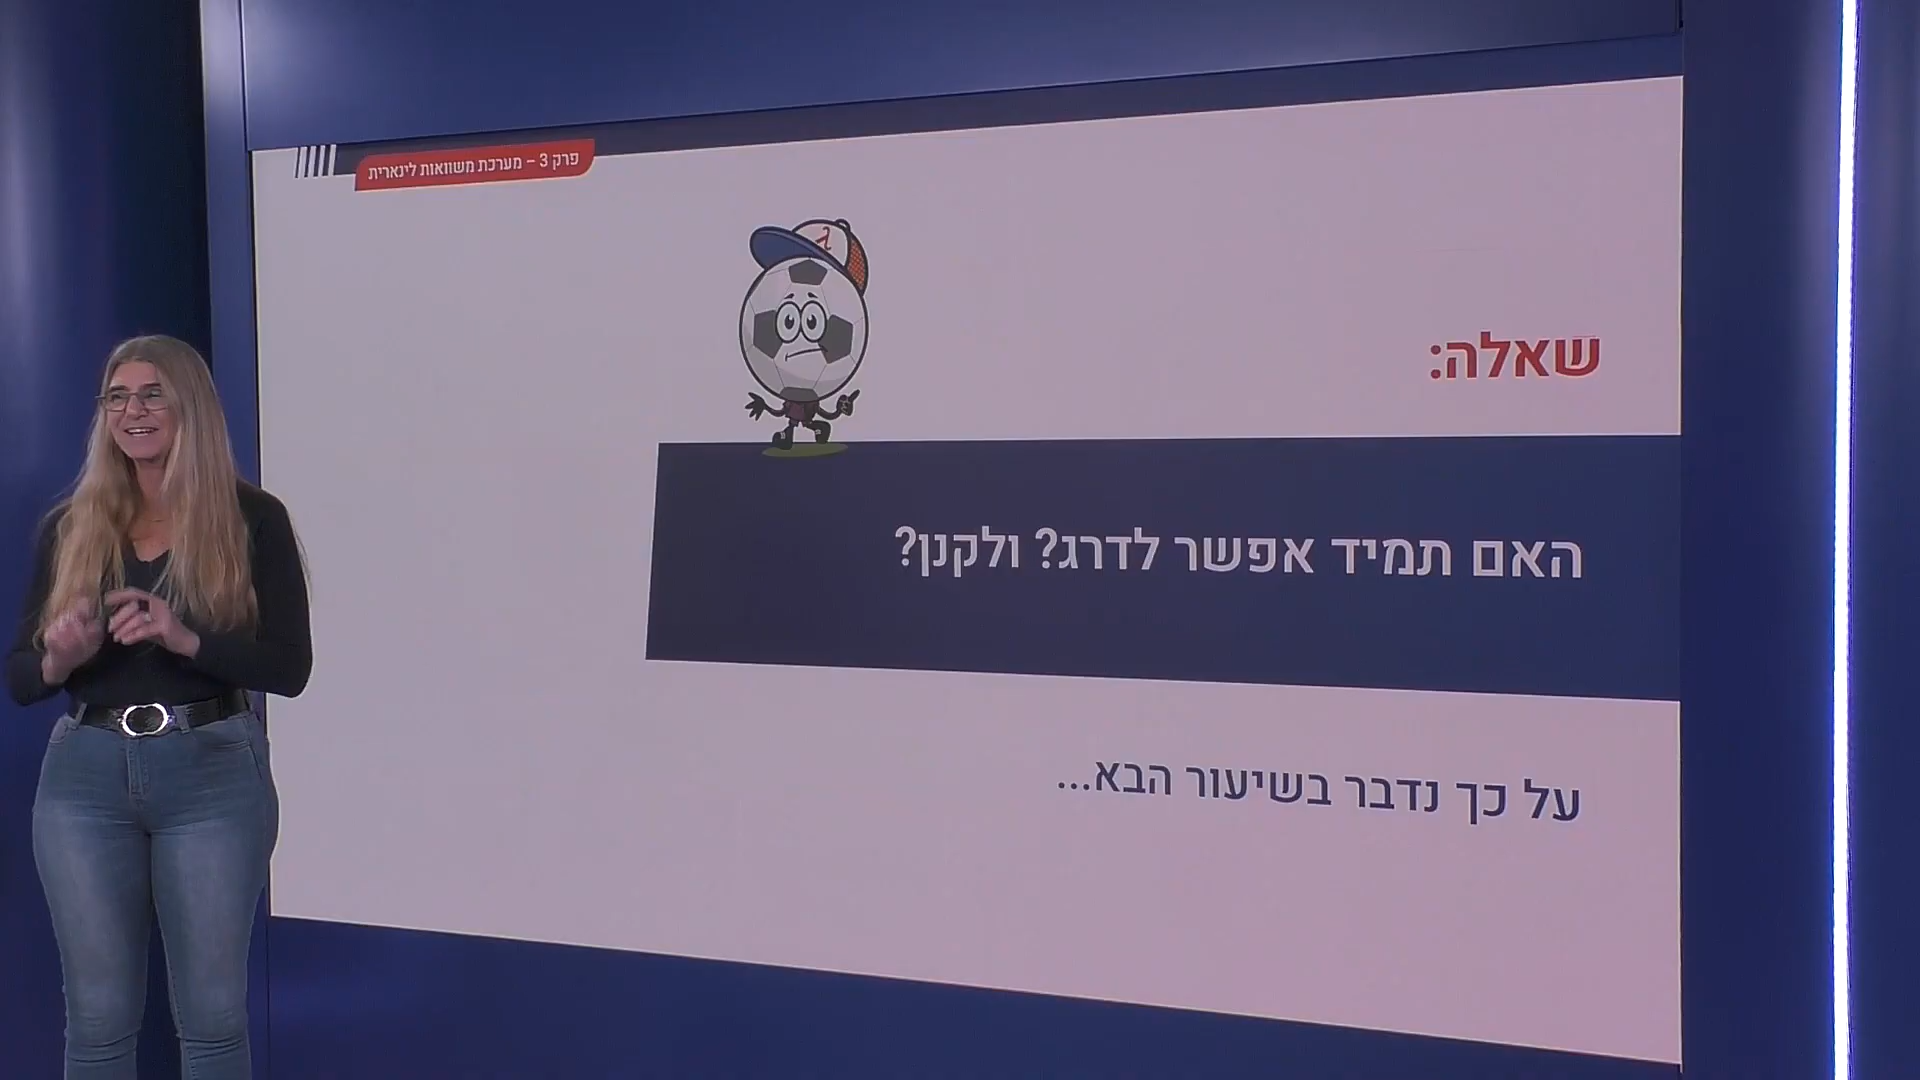 פרק 3 – מערכת משוואות לינארית
שאלה:
האם תמיד אפשר לדרג? ולקנן?
על כך נדבר בשיעור הבא...